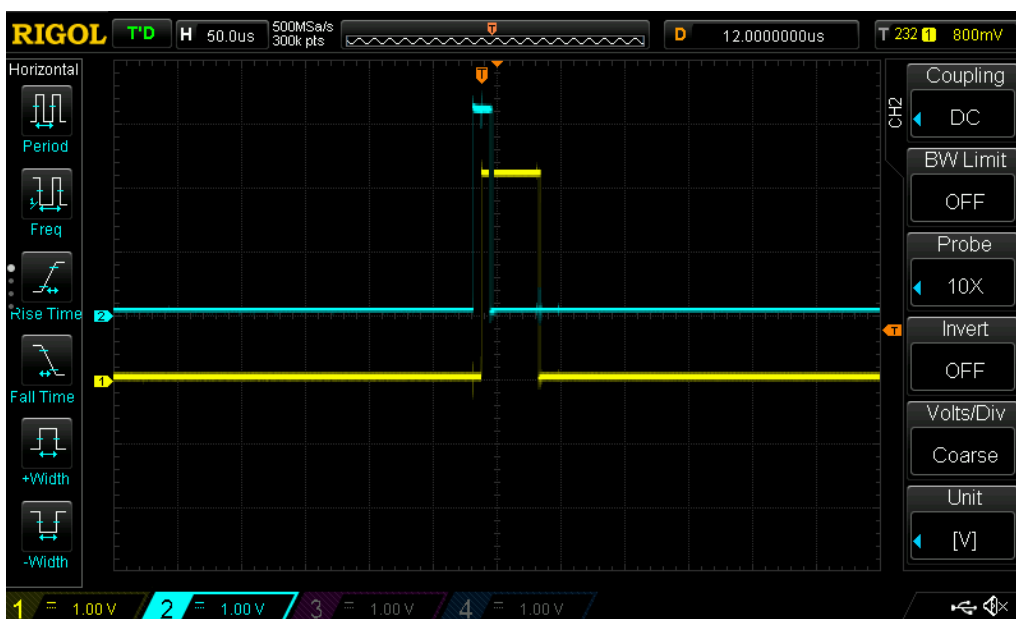 RIGOL T'D H 50.0us 500MSa/s 300k pts D 12.0000000us T 232 1 800mV
Horizontal
Period
Freq
Rise Time
Fall Time
+Width
-Width
T
2
1
T
CH2
Coupling
DC
BW Limit
OFF
Probe
10X
Invert
OFF
Volts/Div
Coarse
Unit
[V]
1 = 1.00 V 2 = 1.00 V 3 = 1.00 V 4 = 1.00 V